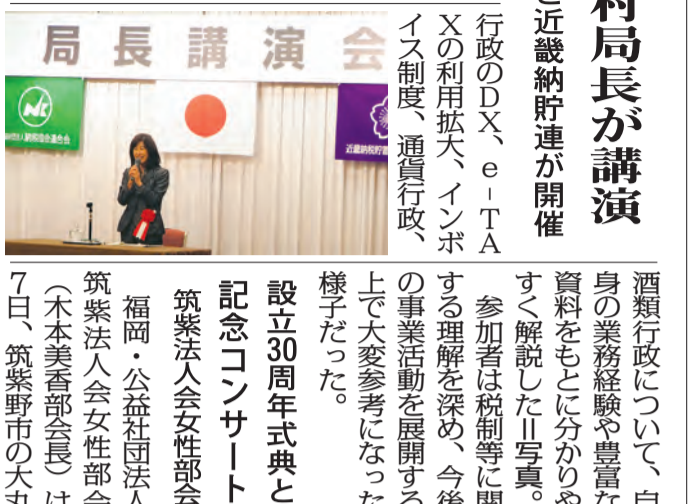 村局長が講演
近畿納貯連が開催
行政のDX、e-TA
Xの利用拡大、インボ
イス制度、通貨行政、
局長講演会
酒類行政について、自
身の業務経験や豊富な
資料をもとに分かりや
すく解説した=写真。
参加者は税制等に関
する理解を深め、今後
の事業活動を展開する
上で大変参考になった
様子だった。
設立30周年式典と
記念コンサート
筑紫法人会女性部会
福岡・公益社団法人
筑紫法人会女性部会
(木本美香部会長)は
7日、筑紫野市の大丸